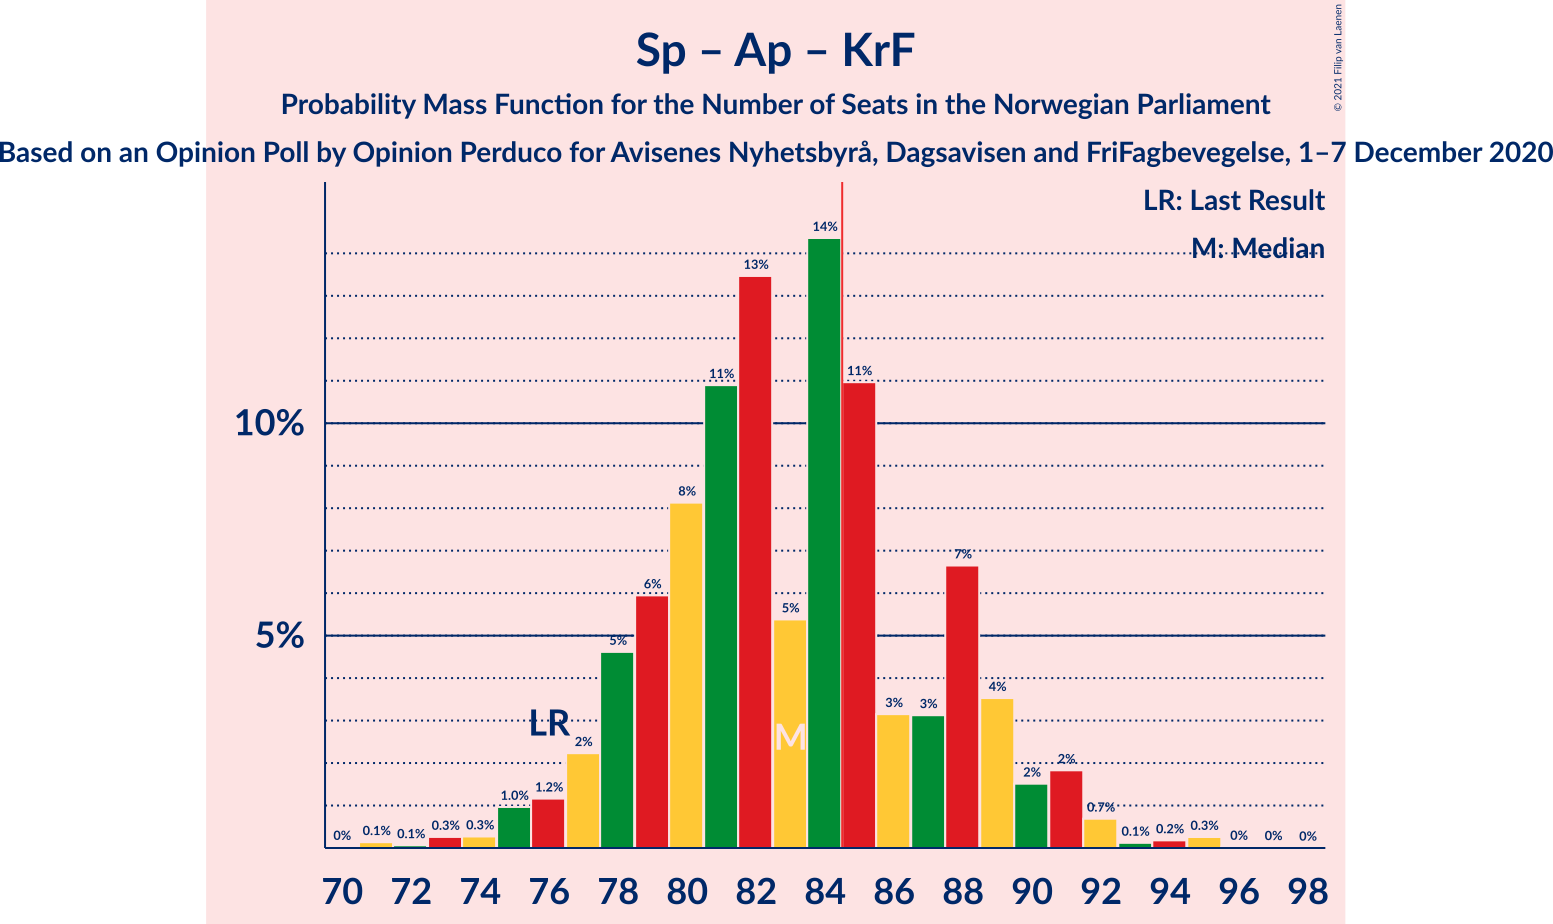 Sp – Ap – KrF
Probability Mass Function for the Number of Seats in the Norwegian Parliament
Based on an Opinion Poll by Opinion Perduco for Avisenes Nyhetsbyrå, Dagsavisen and FriFagbevegelse, 1–7 December 2020
© 2021 Filip van Laenen
LR: Last Result
M: Median
10%
5%
0% 0.1% 0.1% 0.3% 0.3% 1.0% 1.2% 2% 5% 6% 8% 11% 13% 5% 14% 11% 3% 3% 7% 4% 2% 2% 0.7% 0.1% 0.2% 0.3% 0% 0% 0%
LR
M
70 72 74 76 78 80 82 84 86 88 90 92 94 96 98